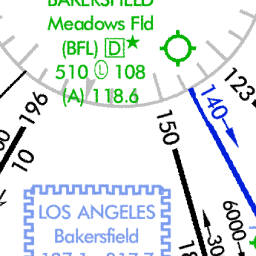 BAKERSFIELD
Meadows Fld
(BFL) D★
510 Ⓛ 108
(A) 118.6
196
10
150
140
123
6000
30
LOS ANGELES
Bakersfield